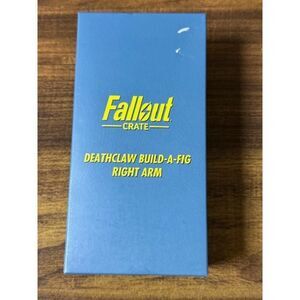 Fallout
CRATE
DEATHCLAW BUILD-A-FIG
RIGHT ARM